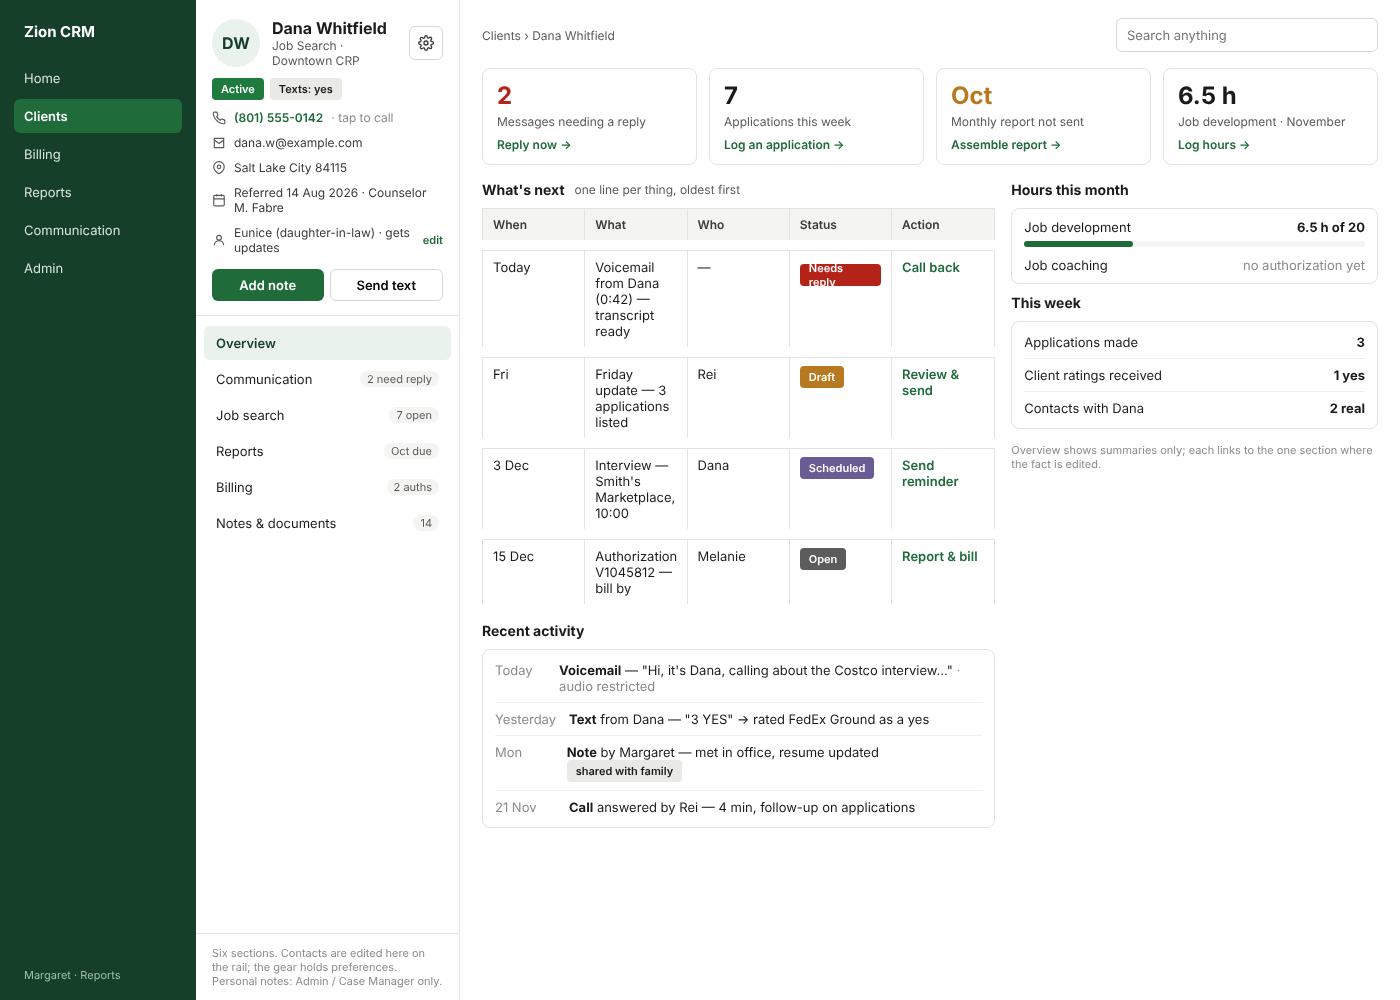 Zion CRM
Home
Clients
Billing
Reports
Communication
Admin
Margaret · Reports
DW
Dana Whitfield
Job Search ·
Downtown CRP
Active
Texts: yes
(801) 555-0142 · tap to call
dana.w@example.com
Salt Lake City 84115
Referred 14 Aug 2026 · Counselor
M. Fabre
Eunice (daughter-in-law) · gets
updates
edit
Add note
Send text
Overview
Communication 2 need reply
Job search 7 open
Reports Oct due
Billing 2 auths
Notes & documents 14
Six sections. Contacts are edited here on
the rail; the gear holds preferences.
Personal notes: Admin / Case Manager only.
Clients › Dana Whitfield
Search anything
2
Messages needing a reply
Reply now →
7
Applications this week
Log an application →
Oct
Monthly report not sent
Assemble report →
6.5 h
Job development · November
Log hours →
What's next one line per thing, oldest first
When What Who Status Action
Today
Voicemail
from Dana
(0:42) —
transcript
ready
—
Needs
reply
Call back
Fri
Friday
update — 3
applications
listed
Rei
Draft
Review &
send
3 Dec
Interview —
Smith's
Marketplace,
10:00
Dana
Scheduled
Send
reminder
15 Dec
Authorization
V1045812 —
bill by
Melanie
Open
Report & bill
Recent activity
Today Voicemail — "Hi, it's Dana, calling about the Costco interview..." ·
audio restricted
Yesterday Text from Dana — "3 YES" → rated FedEx Ground as a yes
Mon Note by Margaret — met in office, resume updated
shared with family
21 Nov Call answered by Rei — 4 min, follow-up on applications
Hours this month
Job development 6.5 h of 20
Job coaching no authorization yet
This week
Applications made 3
Client ratings received 1 yes
Contacts with Dana 2 real
Overview shows summaries only; each links to the one section where
the fact is edited.